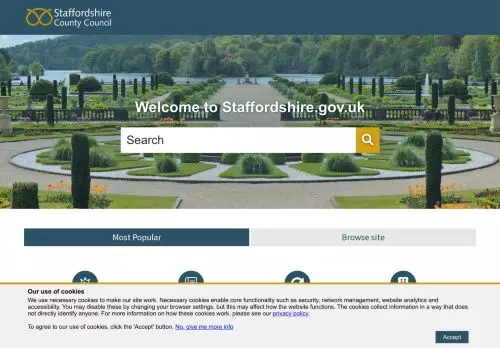 Staffordshire
County Council
Welcome to Staffordshire.gov.uk
Search
Most Popular
Browse site
Our use of cookies
We use necessary cookies to make our site work. Necessary cookies enable core functionality such as security, network management, website analytics and
accessibility. You may disable these by changing your browser settings, but this may affect how the website functions. The cookies collect information in a way that does
not directly identify anyone. For more information on how these cookies work, please see our privacy policy.
To agree to our use of cookies, click the 'Accept' button. No, give me more info
Accept